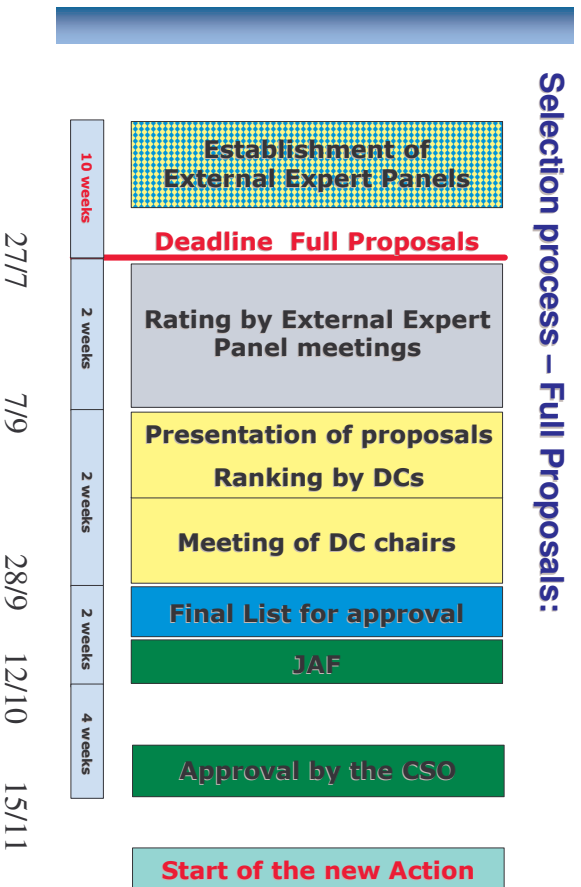 Selection process – Full Proposals:
Establishment of
External Expert Panels
Deadline Full Proposals
Rating by External Expert
Panel meetings
Presentation of proposals
Ranking by DCs
Meeting of DC chairs
Final List for approval
JAF
Approval by the CSO
Start of the new Action
10 weeks
2 weeks
2 weeks
2 weeks
4 weeks
27/7
7/9
28/9
12/10
15/11